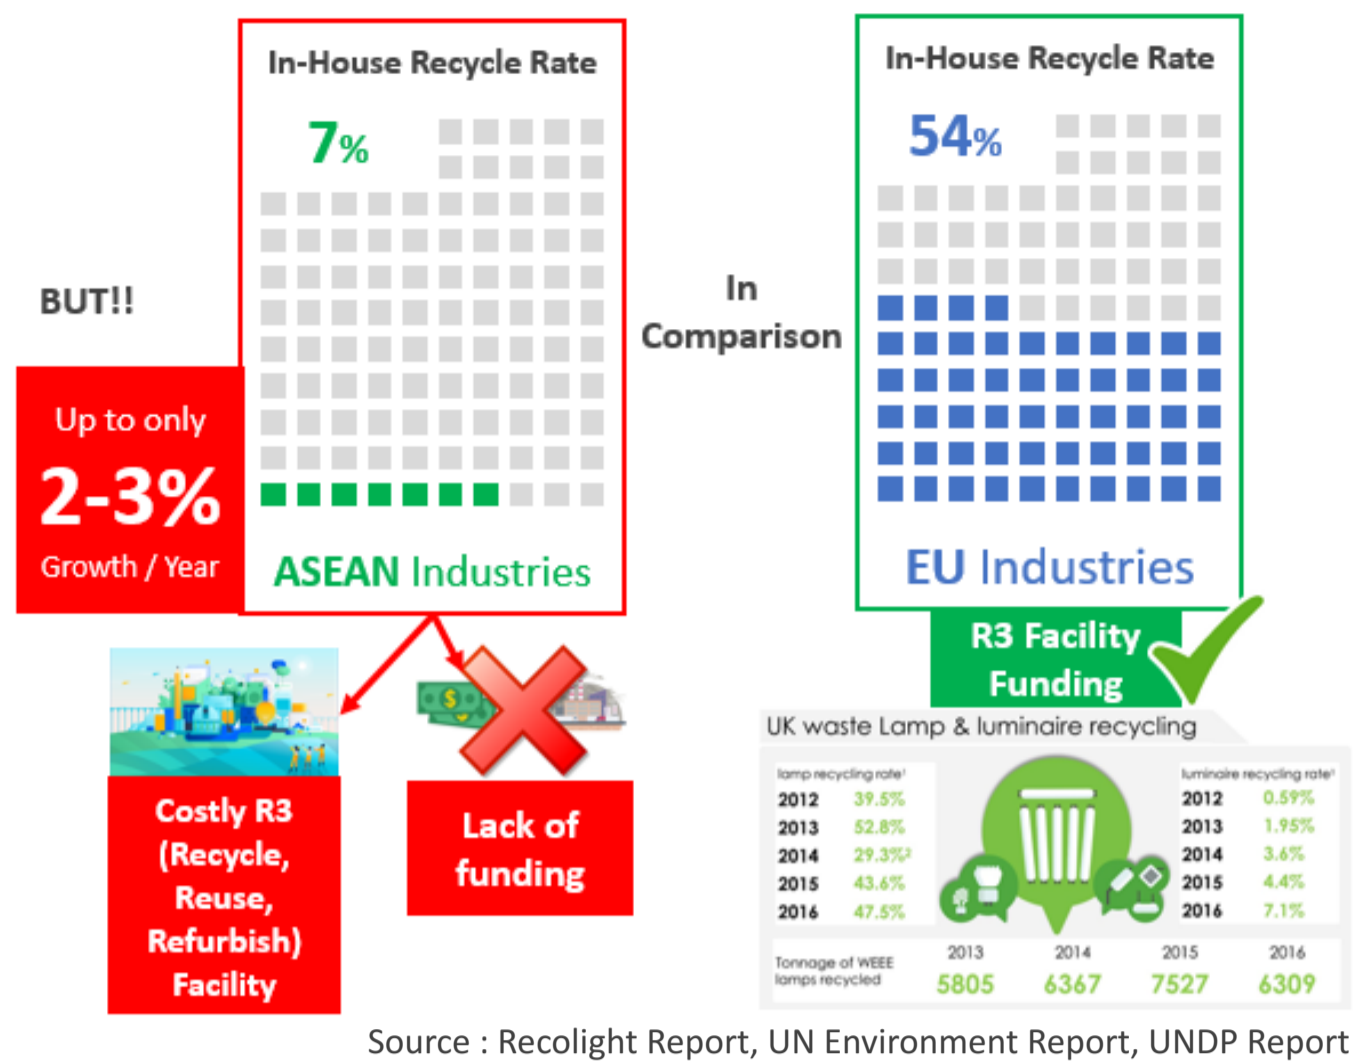 In-House Recycle Rate
7%
BUT!!
Up to only
2-3%
Growth / Year
ASEAN Industries
In
Comparison
In-House Recycle Rate
54%
EU Industries
Costly R3
(Recycle,
Reuse,
Refurbish)
Facility
$
Lack of
funding
R3 Facility
Funding
UK waste Lamp & luminaire recycling
lamp recycling rate¹
2012 39.5%
2013 52.8%
2014 29.3%²
2015 43.6%
2016 47.5%
luminaire recycling rate¹
2012 0.59%
2013 1.95%
2014 3.6%
2015 4.4%
2016 7.1%
Tonnage of WEEE
lamps recycled
2013 2014 2015 2016
5805 6367 7527 6309
Source : Recolight Report, UN Environment Report, UNDP Report